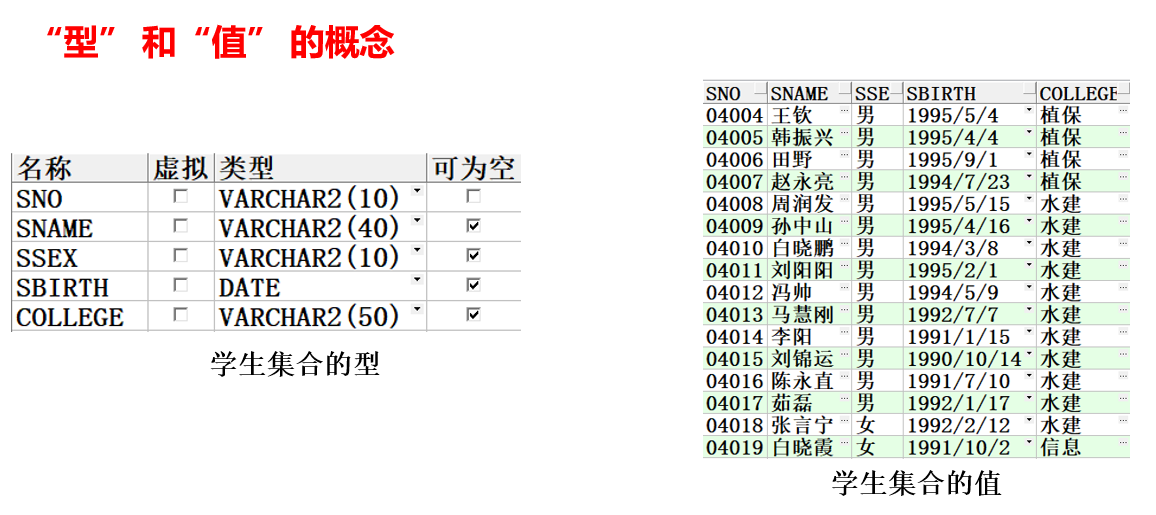 “型” 和“值” 的概念
名称 虚拟 类型 可为空
SNO VARCHAR2(10)
SNAME VARCHAR2(40)
SSEX VARCHAR2(10)
SBIRTH DATE
COLLEGE VARCHAR2(50)
学生集合的型
SNO SNAME SSE SBIRTH COLLEGE
04004 王钦 男 1995/5/4 植保
04005 韩振兴 男 1995/4/4 植保
04006 田野 男 1995/9/1 植保
04007 赵永亮 男 1994/7/23 植保
04008 周润发 男 1995/5/15 水建
04009 孙中山 男 1995/4/16 水建
04010 白晓鹏 男 1994/3/8 水建
04011 刘阳阳 男 1995/2/1 水建
04012 冯帅 男 1994/5/9 水建
04013 马慧刚 男 1992/7/7 水建
04014 李阳 男 1991/1/15 水建
04015 刘锦运 男 1990/10/14 水建
04016 陈永直 男 1991/7/10 水建
04017 茹磊 男 1992/1/17 水建
04018 张言宁 女 1992/2/12 水建
04019 白晓霞 女 1991/10/2 信息
学生集合的值